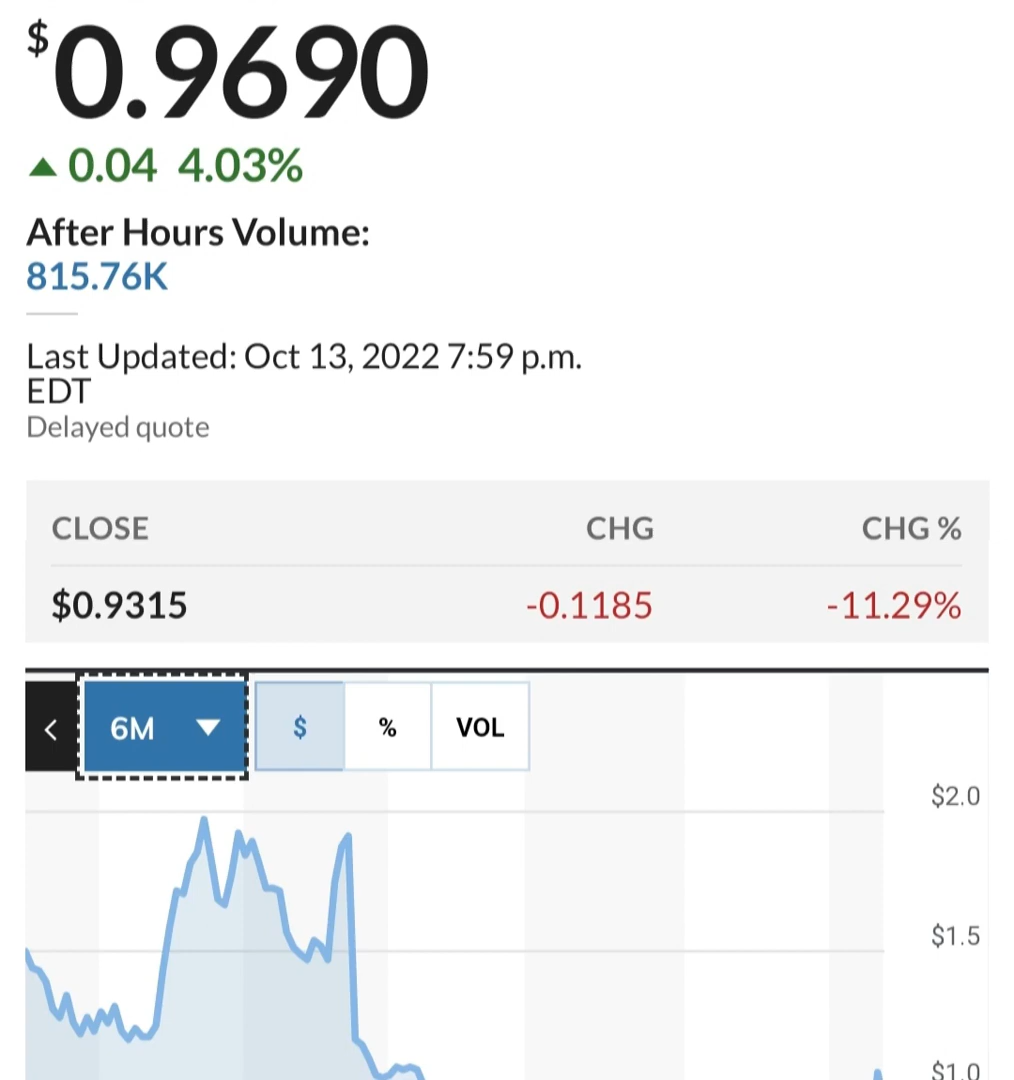 $0.9690
▲ 0.04 4.03%
After Hours Volume:
815.76K
Last Updated: Oct 13, 2022 7:59 p.m.
EDT
Delayed quote
CLOSE CHG CHG %
$0.9315 -0.1185 -11.29%
6M $ % VOL
$2.0
$1.5
$1.0